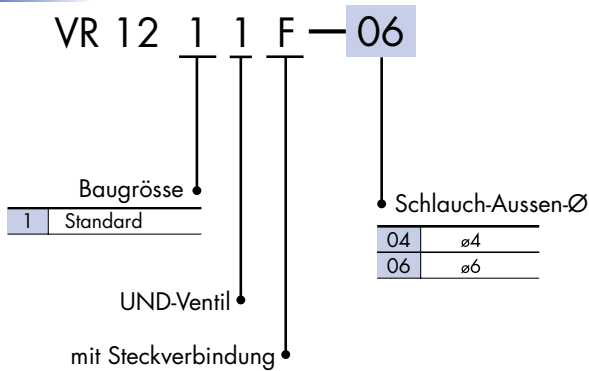 VR 12 1 1 F — 06
Baugrösse
1 Standard
Schlauch-Aussen-Ø
04 ø4
06 ø6
UND-Ventil
mit Steckverbindung